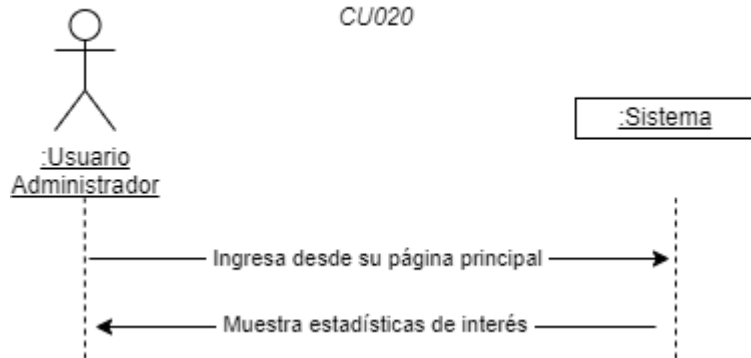 CU020
:Sistema
:Usuario
Administrador
Ingresa desde su página principal
Muestra estadísticas de interés